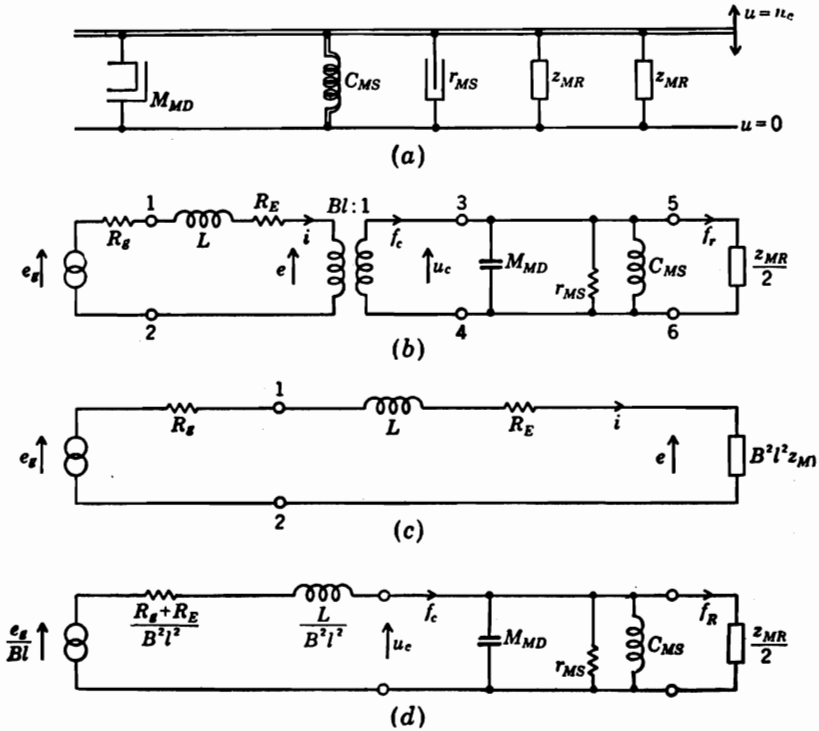 u = u_c
M_MD
C_MS
r_MS
z_MR
z_MR
u = 0
(a)
1
R_g
L
R_E
i
Bl : 1
f_c
3
5
f_r
e_g
e
u_c
M_MD
r_MS
C_MS
z_MR/2
2
4
6
(b)
1
R_g
L
R_E
i
e_g
e
B²l²z_M1
2
(c)
e_g/Bl
R_g + R_E/B²l²
L/B²l²
f_c
u_c
M_MD
r_MS
C_MS
f_R
z_MR/2
(d)